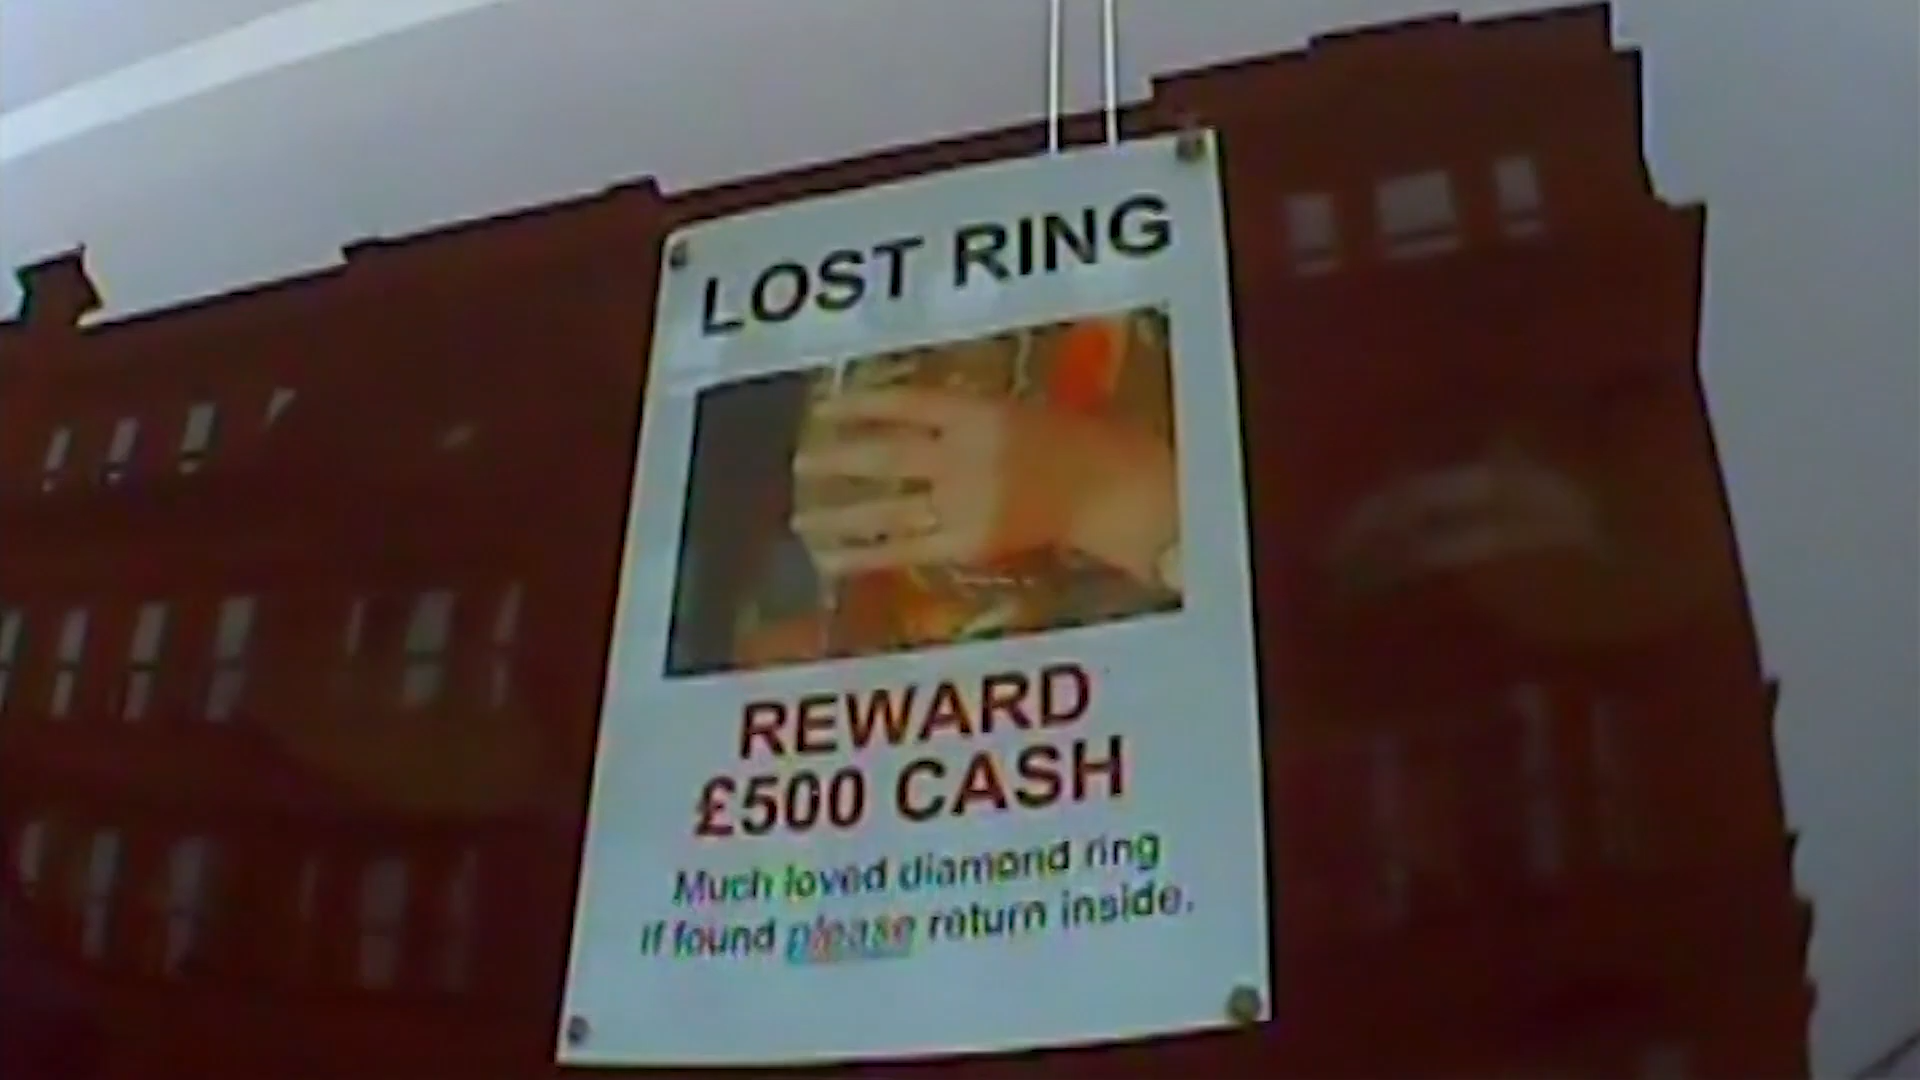 LOST RING
REWARD
£500 CASH
Much loved diamond ring
If found please return inside.